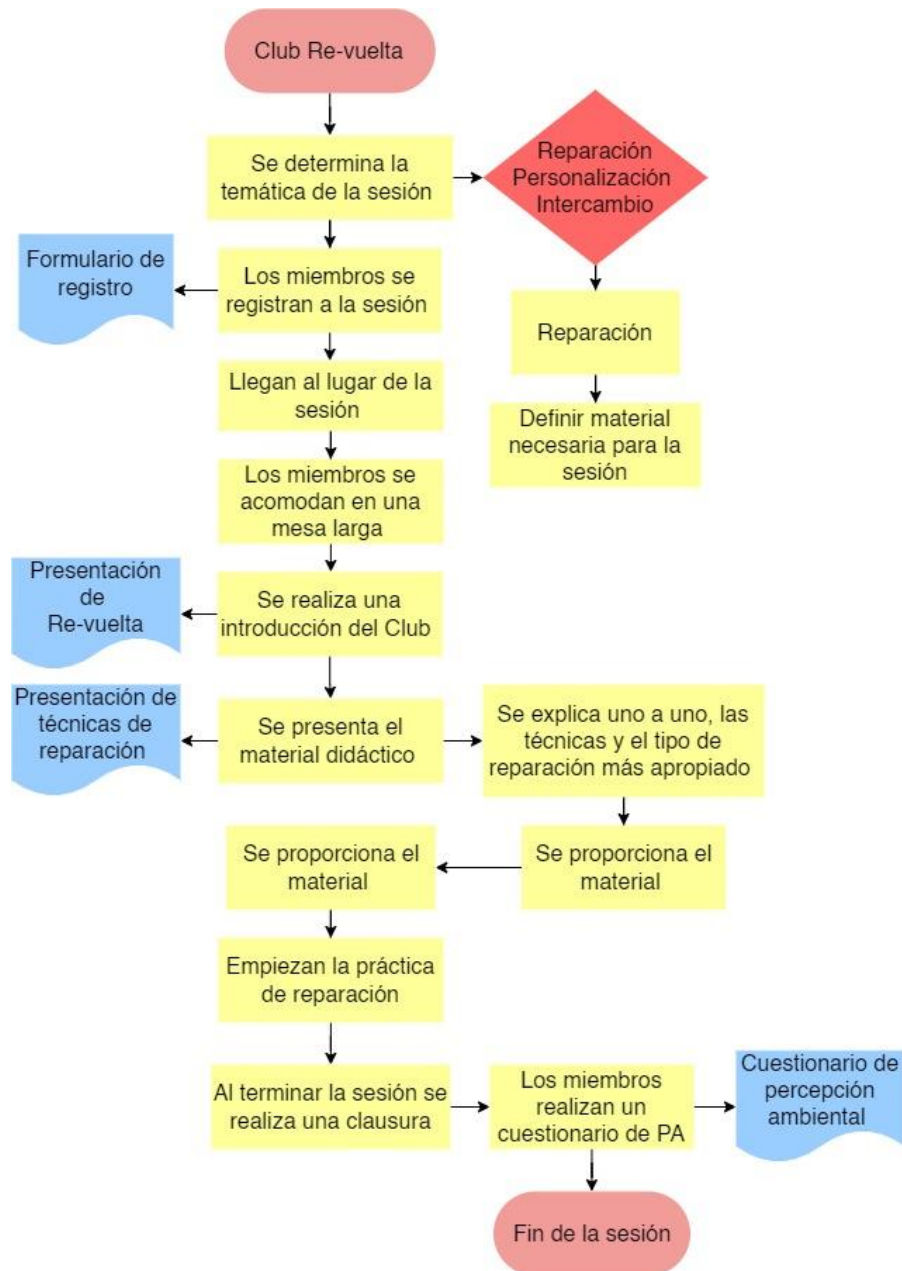 Club Re-vuelta
Se determina la
temática de la sesión
Reparación
Personalización
Intercambio
Formulario de
registro
Los miembros se
registran a la sesión
Reparación
Llegan al lugar de la
sesión
Definir material
necesaria para la
sesión
Los miembros se
acomodan en una
mesa larga
Presentación
de
Re-vuelta
Se realiza una
introducción del Club
Presentación de
técnicas de
reparación
Se presenta el
material didáctico
Se explica uno a uno, las
técnicas y el tipo de
reparación más apropiado
Se proporciona el
material
Se proporciona el
material
Empiezan la práctica
de reparación
Al terminar la sesión se
realiza una clausura
Los miembros
realizan un
cuestionario de PA
Cuestionario de
percepción
ambiental
Fin de la sesión